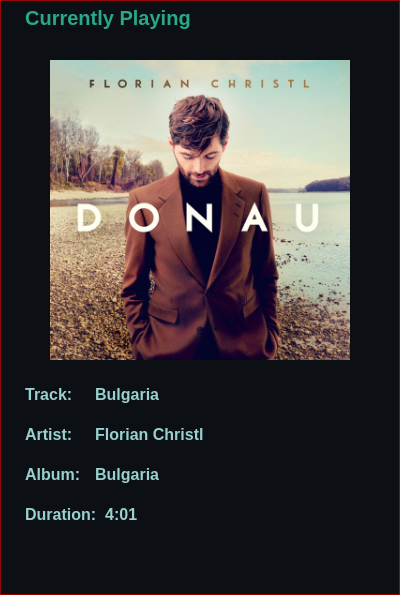 Currently Playing
FLORIAN CHRISTL
DONAU
Track: Bulgaria
Artist: Florian Christl
Album: Bulgaria
Duration: 4:01